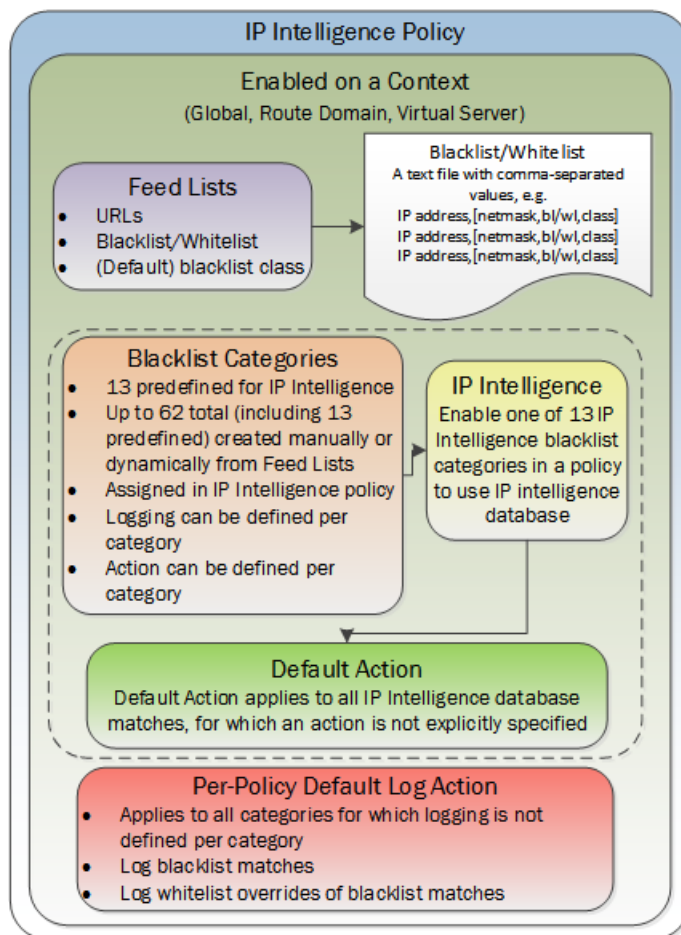 IP Intelligence Policy
Enabled on a Context
(Global, Route Domain, Virtual Server)
Feed Lists
• URLs
• Blacklist/Whitelist
• (Default) blacklist class
Blacklist/Whitelist
A text file with comma-separated
values, e.g.
IP address,[netmask,bl/wl,class]
IP address,[netmask,bl/wl,class]
IP address,[netmask,bl/wl,class]
Blacklist Categories
• 13 predefined for IP Intelligence
• Up to 62 total (including 13
predefined) created manually or
dynamically from Feed Lists
• Assigned in IP Intelligence policy
• Logging can be defined per
category
• Action can be defined per
category
IP Intelligence
Enable one of 13 IP
Intelligence blacklist
categories in a policy
to use IP intelligence
database
Default Action
Default Action applies to all IP Intelligence database
matches, for which an action is not explicitly specified
Per-Policy Default Log Action
• Applies to all categories for which logging is not
defined per category
• Log blacklist matches
• Log whitelist overrides of blacklist matches